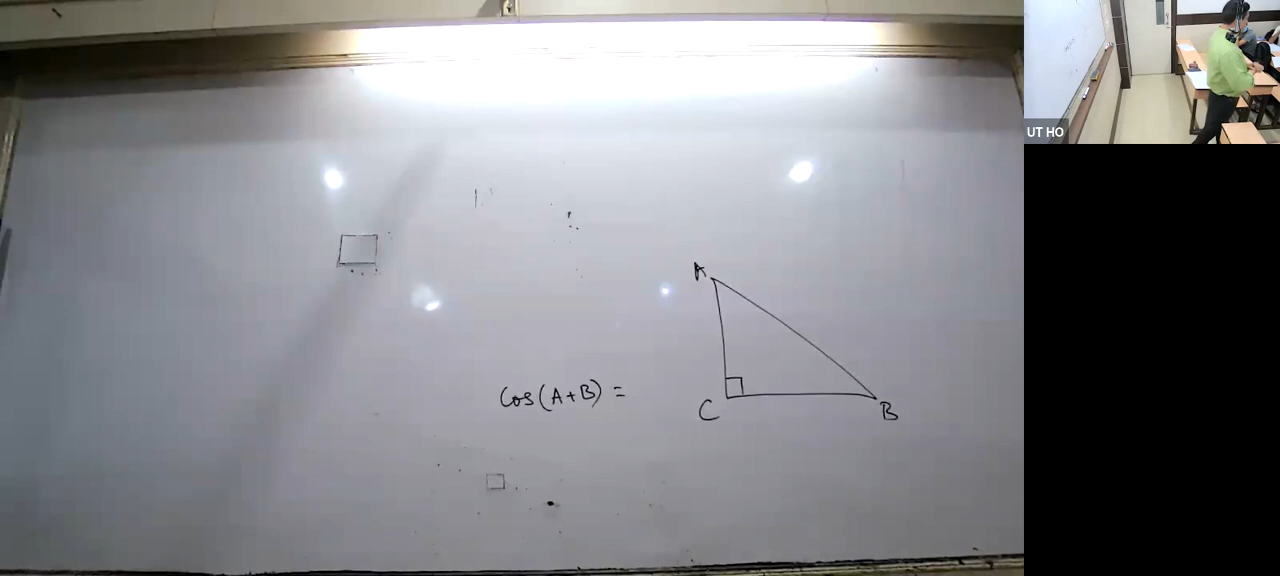 UT HO
A
Cos(A+B) =
C
B